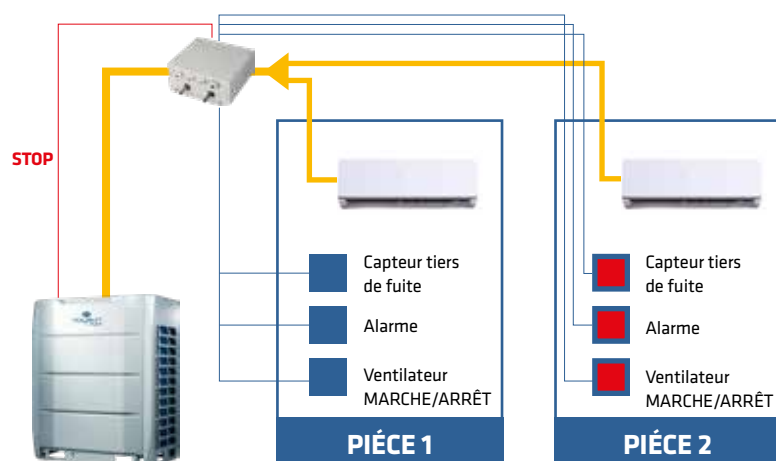 STOP
Capteur tiers
de fuite
Alarme
Ventilateur
MARCHE/ARRÊT
PIÉCE 1
Capteur tiers
de fuite
Alarme
Ventilateur
MARCHE/ARRÊT
PIÉCE 2